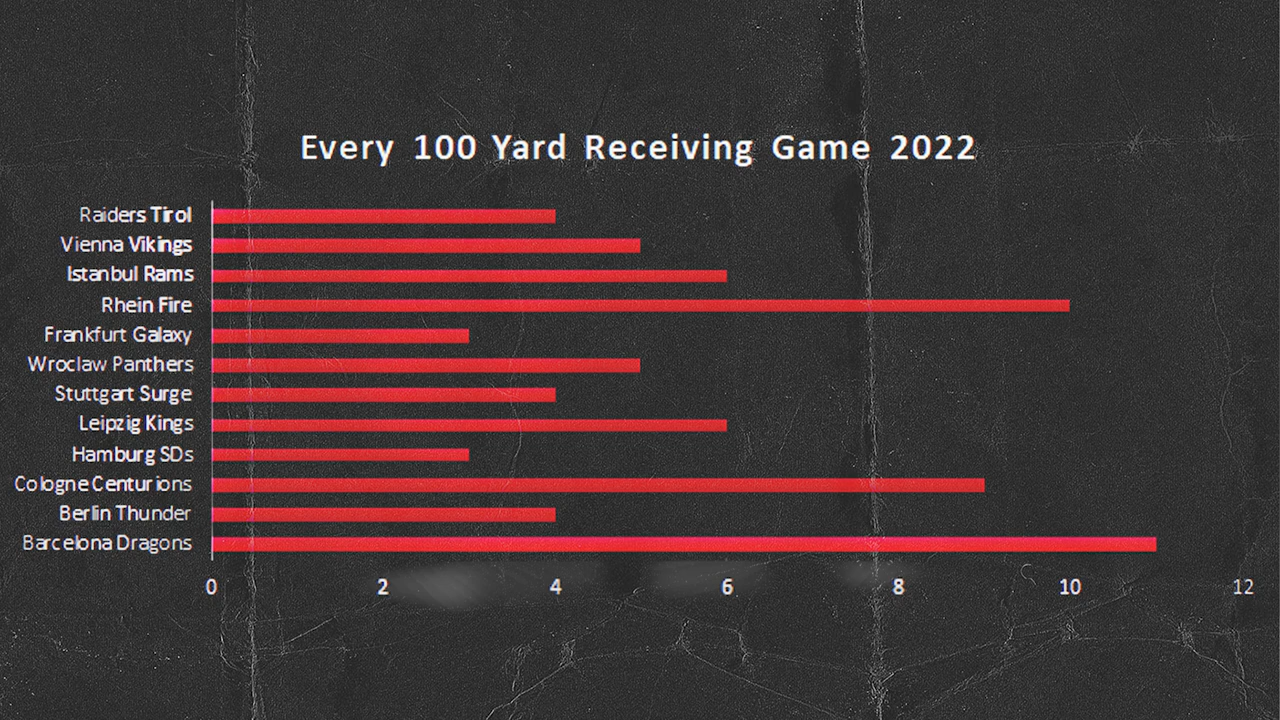 Every 100 Yard Receiving Game 2022
Raiders Tirol
Vienna Vikings
Istanbul Rams
Rhein Fire
Frankfurt Galaxy
Wroclaw Panthers
Stuttgart Surge
Leipzig Kings
Hamburg SDs
Cologne Centurions
Berlin Thunder
Barcelona Dragons
0 2 4 6 8 10 12